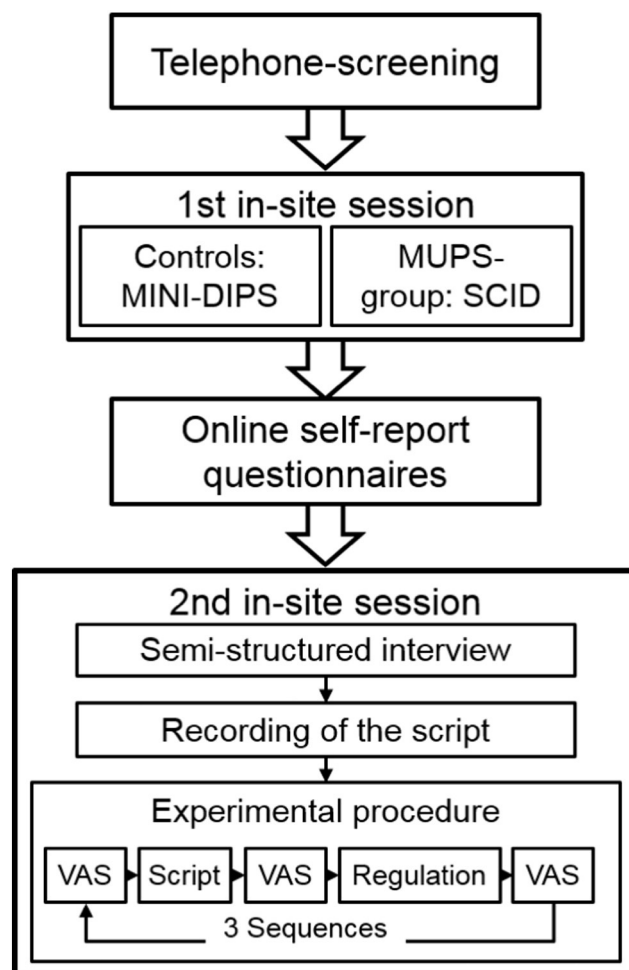 Telephone-screening
1st in-site session
Controls:
MINI-DIPS
MUPS-
group: SCID
Online self-report
questionnaires
2nd in-site session
Semi-structured interview
Recording of the script
Experimental procedure
VAS Script VAS Regulation VAS
3 Sequences